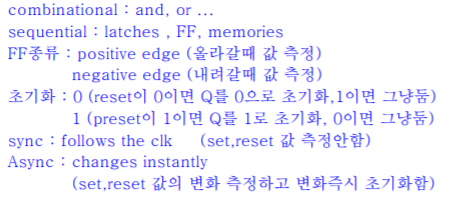 combinational : and, or ...
sequential : latches , FF, memories
FF종류 : positive edge (올라갈때 값 측정)
negative edge (내려갈때 값 측정)
초기화 : 0 (reset이 0이면 Q를 0으로 초기화,1이면 그냥둠)
1 (preset이 1이면 Q를 1로 초기화, 0이면 그냥둠)
sync : follows the clk (set,reset 값 측정안함)
Async : changes instantly
(set,reset 값의 변화 측정하고 변화즉시 초기화함)